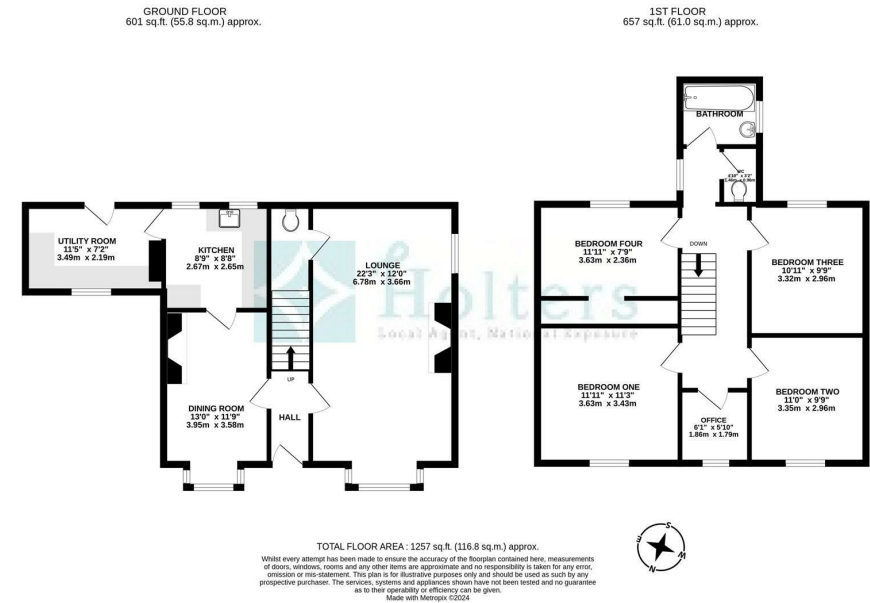 GROUND FLOOR
601 sq.ft. (55.8 sq.m.) approx.
1ST FLOOR
657 sq.ft. (61.0 sq.m.) approx.
BATHROOM
WC
4'10" x 3'2"
UTILITY ROOM
11'5" x 7'2"
3.49m x 2.19m
KITCHEN
8'9" x 8'8"
2.67m x 2.65m
LOUNGE
22'3" x 12'0"
6.78m x 3.66m
BEDROOM FOUR
11'11" x 7'9"
3.63m x 2.36m
DOWN
BEDROOM THREE
10'11" x 9'9"
3.32m x 2.96m
Holters
Local Agent, National Exposure
UP
HALL
DINING ROOM
13'0" x 11'9"
3.95m x 3.58m
BEDROOM ONE
11'11" x 11'3"
3.63m x 3.43m
OFFICE
6'1" x 5'10"
1.86m x 1.79m
BEDROOM TWO
11'0" x 9'9"
3.35m x 2.96m
S
E
W
N
TOTAL FLOOR AREA : 1257 sq.ft. (116.8 sq.m.) approx.
Whilst every attempt has been made to ensure the accuracy of the floorplan contained here, measurements
of doors, windows, rooms and any other items are approximate and no responsibility is taken for any error,
omission or mis-statement. This plan is for illustrative purposes only and should be used as such by any
prospective purchaser. The services, systems and appliances shown have not been tested and no guarantee
as to their operability or efficiency can be given.
Made with Metropix ©2024